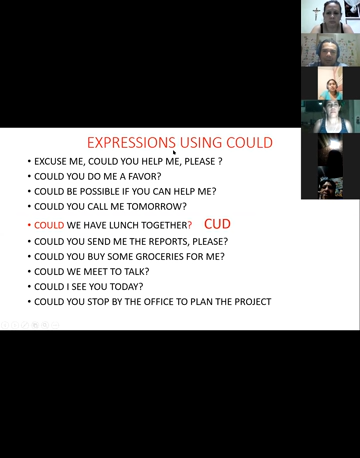 EXPRESSIONS USING COULD
• EXCUSE ME, COULD YOU HELP ME, PLEASE ?
• COULD YOU DO ME A FAVOR?
• COULD BE POSSIBLE IF YOU CAN HELP ME?
• COULD YOU CALL ME TOMORROW?
• COULD WE HAVE LUNCH TOGETHER? CUD
• COULD YOU SEND ME THE REPORTS, PLEASE?
• COULD YOU BUY SOME GROCERIES FOR ME?
• COULD WE MEET TO TALK?
• COULD I SEE YOU TODAY?
• COULD YOU STOP BY THE OFFICE TO PLAN THE PROJECT